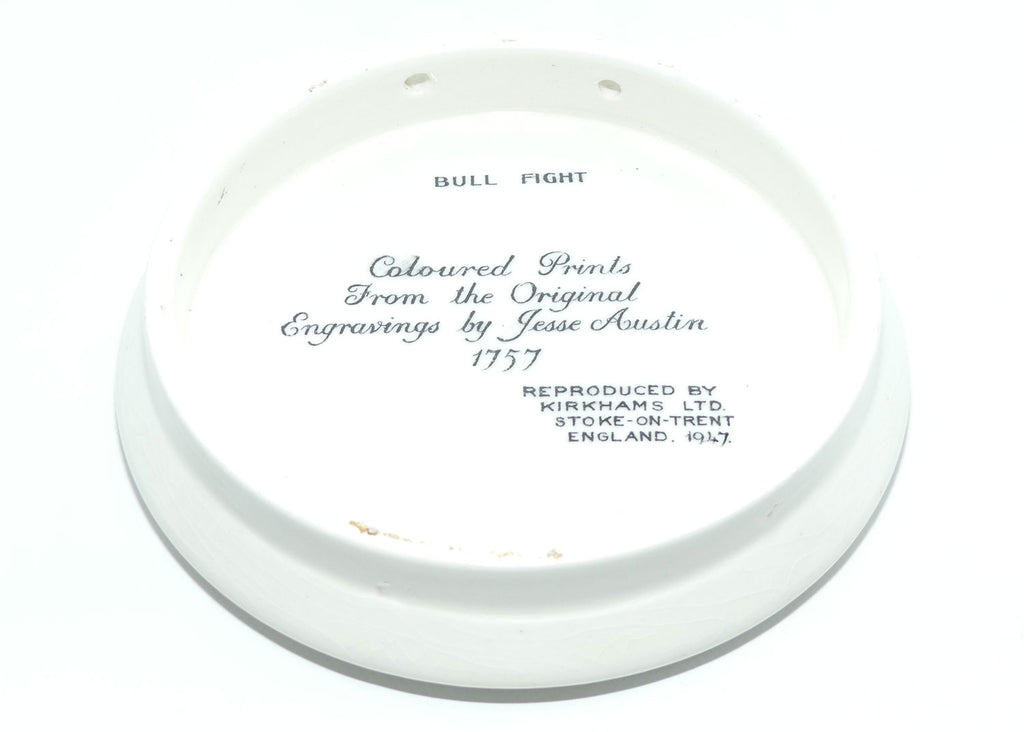 BULL FIGHT
Coloured Prints
From the Original
Engravings by Jesse Austin
1757
REPRODUCED BY
KIRKHAMS LTD.
STOKE-ON-TRENT
ENGLAND. 1947.